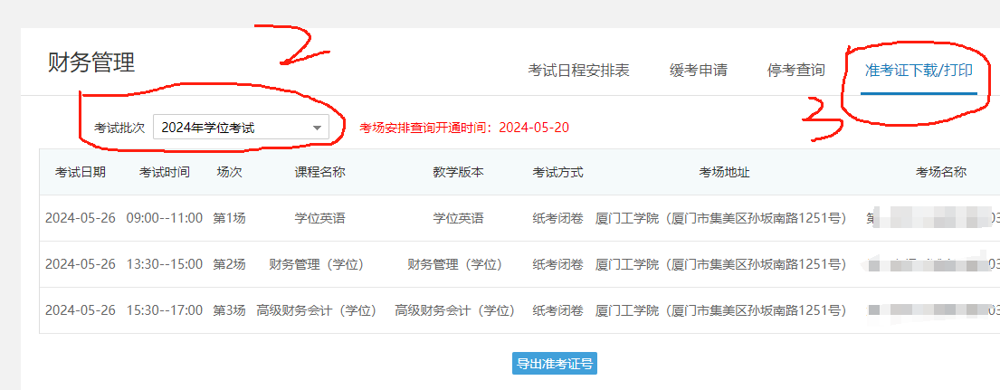 2
财务管理
考试日程安排表 缓考申请 停考查询 准考证下载/打印
3
考试批次 2024年学位考试 考场安排查询开通时间：2024-05-20
考试日期 考试时间 场次 课程名称 教学版本 考试方式 考场地址 考场名称
2024-05-26 09:00--11:00 第1场 学位英语 学位英语 纸考闭卷 厦门工学院（厦门市集美区孙坂南路1251号） 第
2024-05-26 13:30--15:00 第2场 财务管理（学位） 财务管理（学位） 纸考闭卷 厦门工学院（厦门市集美区孙坂南路1251号）
2024-05-26 15:30--17:00 第3场 高级财务会计（学位） 高级财务会计（学位） 纸考闭卷 厦门工学院（厦门市集美区孙坂南路1251号）
导出准考证号